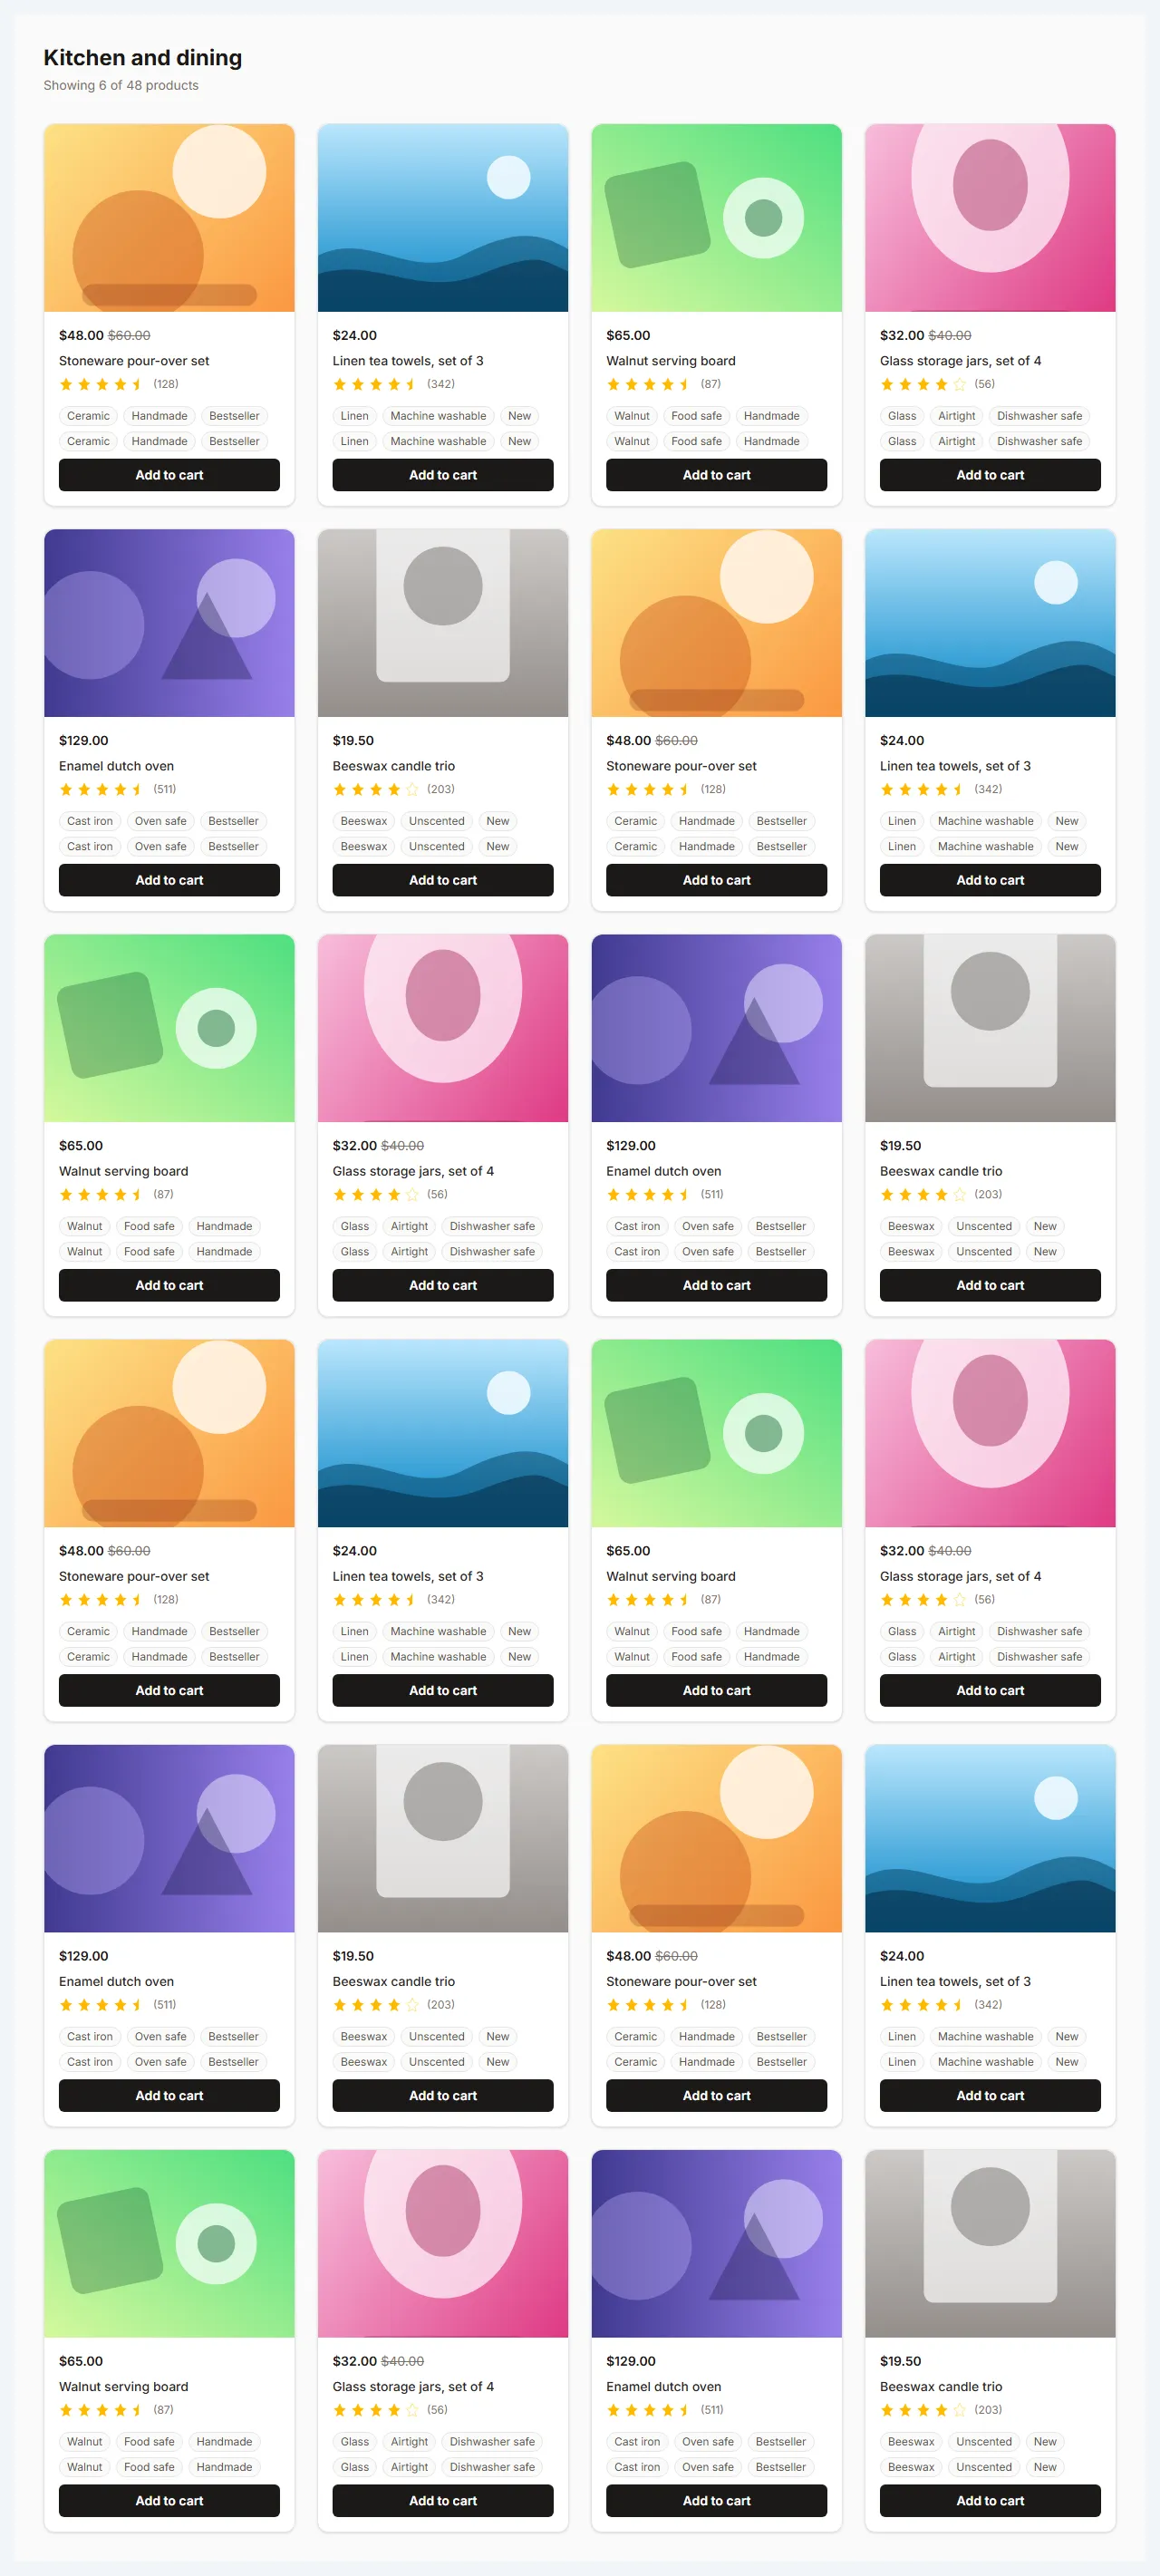 Kitchen and dining
Showing 6 of 48 products
$48.00 $60.00
Stoneware pour-over set
(128)
Ceramic Handmade Bestseller
Ceramic Handmade Bestseller
Add to cart
$24.00
Linen tea towels, set of 3
(342)
Linen Machine washable New
Linen Machine washable New
Add to cart
$65.00
Walnut serving board
(87)
Walnut Food safe Handmade
Walnut Food safe Handmade
Add to cart
$32.00 $40.00
Glass storage jars, set of 4
(56)
Glass Airtight Dishwasher safe
Glass Airtight Dishwasher safe
Add to cart
$129.00
Enamel dutch oven
(511)
Cast iron Oven safe Bestseller
Cast iron Oven safe Bestseller
Add to cart
$19.50
Beeswax candle trio
(203)
Beeswax Unscented New
Beeswax Unscented New
Add to cart
$48.00 $60.00
Stoneware pour-over set
(128)
Ceramic Handmade Bestseller
Ceramic Handmade Bestseller
Add to cart
$24.00
Linen tea towels, set of 3
(342)
Linen Machine washable New
Linen Machine washable New
Add to cart
$65.00
Walnut serving board
(87)
Walnut Food safe Handmade
Walnut Food safe Handmade
Add to cart
$32.00 $40.00
Glass storage jars, set of 4
(56)
Glass Airtight Dishwasher safe
Glass Airtight Dishwasher safe
Add to cart
$129.00
Enamel dutch oven
(511)
Cast iron Oven safe Bestseller
Cast iron Oven safe Bestseller
Add to cart
$19.50
Beeswax candle trio
(203)
Beeswax Unscented New
Beeswax Unscented New
Add to cart
$48.00 $60.00
Stoneware pour-over set
(128)
Ceramic Handmade Bestseller
Ceramic Handmade Bestseller
Add to cart
$24.00
Linen tea towels, set of 3
(342)
Linen Machine washable New
Linen Machine washable New
Add to cart
$65.00
Walnut serving board
(87)
Walnut Food safe Handmade
Walnut Food safe Handmade
Add to cart
$32.00 $40.00
Glass storage jars, set of 4
(56)
Glass Airtight Dishwasher safe
Glass Airtight Dishwasher safe
Add to cart
$129.00
Enamel dutch oven
(511)
Cast iron Oven safe Bestseller
Cast iron Oven safe Bestseller
Add to cart
$19.50
Beeswax candle trio
(203)
Beeswax Unscented New
Beeswax Unscented New
Add to cart
$48.00 $60.00
Stoneware pour-over set
(128)
Ceramic Handmade Bestseller
Ceramic Handmade Bestseller
Add to cart
$24.00
Linen tea towels, set of 3
(342)
Linen Machine washable New
Linen Machine washable New
Add to cart
$65.00
Walnut serving board
(87)
Walnut Food safe Handmade
Walnut Food safe Handmade
Add to cart
$32.00 $40.00
Glass storage jars, set of 4
(56)
Glass Airtight Dishwasher safe
Glass Airtight Dishwasher safe
Add to cart
$129.00
Enamel dutch oven
(511)
Cast iron Oven safe Bestseller
Cast iron Oven safe Bestseller
Add to cart
$19.50
Beeswax candle trio
(203)
Beeswax Unscented New
Beeswax Unscented New
Add to cart